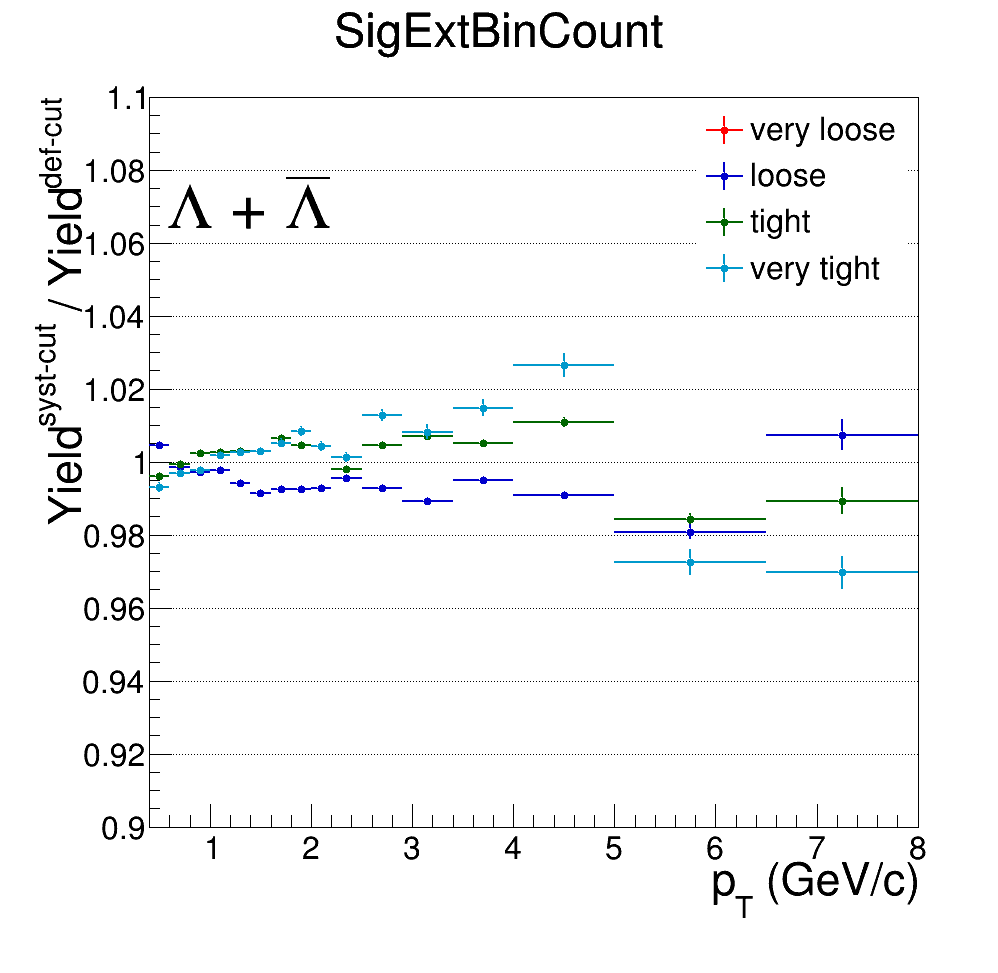 SigExtBinCount
Yield^syst-cut / Yield^def-cut
Λ + Λ̅
very loose
loose
tight
very tight
1.1
1.08
1.06
1.04
1.02
1
0.98
0.96
0.94
0.92
0.9
1 2 3 4 5 6 7 8
p_T (GeV/c)